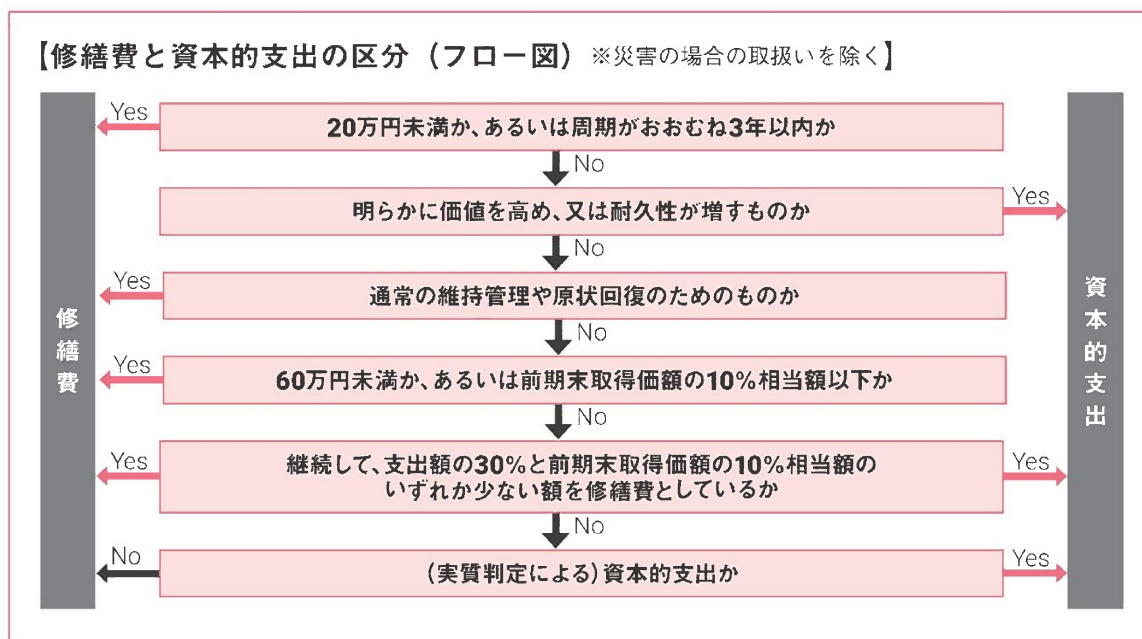 【修繕費と資本的支出の区分（フロー図）※災害の場合の取扱いを除く】
Yes
20万円未満か、あるいは周期がおおむね3年以内か
No
明らかに価値を高め、又は耐久性が増すものか
Yes
No
Yes
通常の維持管理や原状回復のためのものか
No
Yes
60万円未満か、あるいは前期末取得価額の10%相当額以下か
No
Yes
継続して、支出額の30%と前期末取得価額の10%相当額の
いずれか少ない額を修繕費としているか
Yes
No
No
（実質判定による）資本的支出か
Yes
修繕費
資本的支出